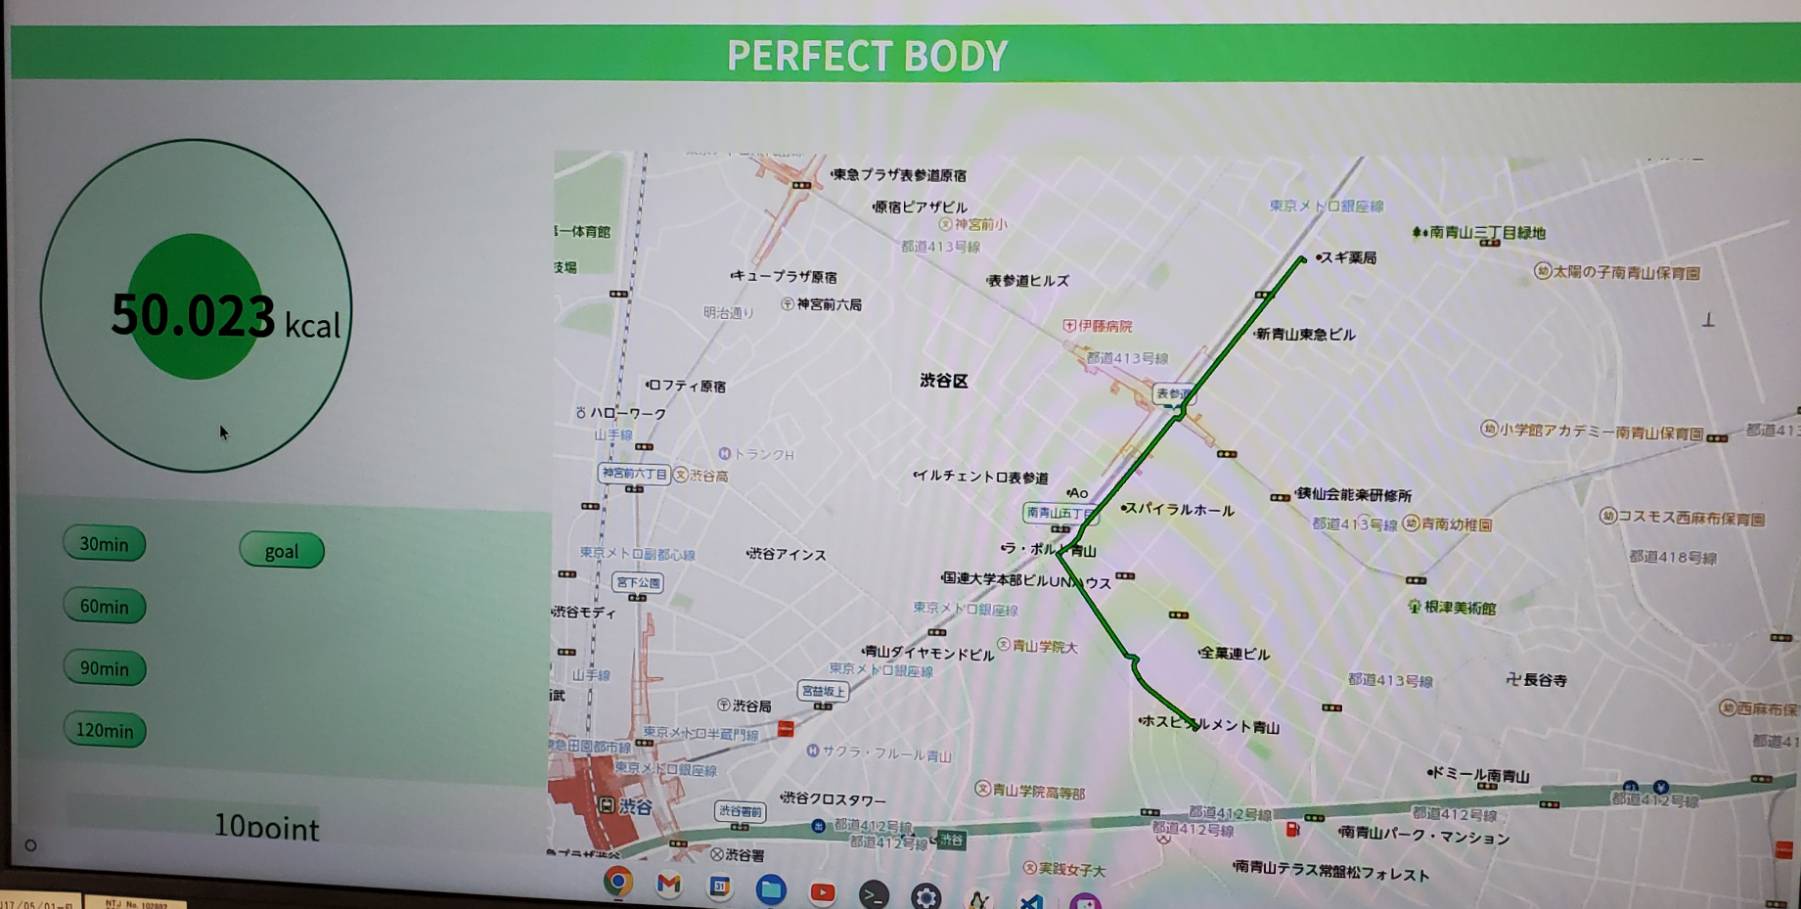 PERFECT BODY
50.023 kcal
30min
goal
60min
90min
120min
10point
東急プラザ表参道原宿
原宿ピアザビル
神宮前小
都道413号線
東京メトロ銀座線
南青山三丁目緑地
スギ薬局
太陽の子南青山保育園
キュープラザ原宿
表参道ヒルズ
神宮前六局
明治通り
伊藤病院
新青山東急ビル
都道413号線
渋谷区
ロフティ原宿
ハローワーク
山手線
表参道
トランクH
神宮前六丁目
渋谷高
小学館アカデミー南青山保育園
イルチェントロ表参道
Ao
南青山五丁目
スパイラルホール
銕仙会能楽研修所
都道413号線
青南幼稚園
コスモス西麻布保育園
都道418号線
東京メトロ副都心線
渋谷アインス
ラ・ポルト青山
国連大学本部ビルUNハウス
宮下公園
渋谷モディ
東京メトロ銀座線
根津美術館
青山ダイヤモンドビル
青山学院大
全菓連ビル
東京メトロ銀座線
山手線
宮益坂上
都道413号線
長谷寺
渋谷局
ホスピタルメント青山
東京メトロ半蔵門線
東急田園都市線
東京メトロ銀座線
サクラ・フルール青山
ドミール南青山
青山学院高等部
渋谷
渋谷署前
渋谷クロスタワー
都道412号線
都道412号線
渋谷
都道412号線
都道412号線
都道412号線
都道412号線
南青山パーク・マンション
渋谷署
実践女子大
南青山テラス常盤松フォレスト
31